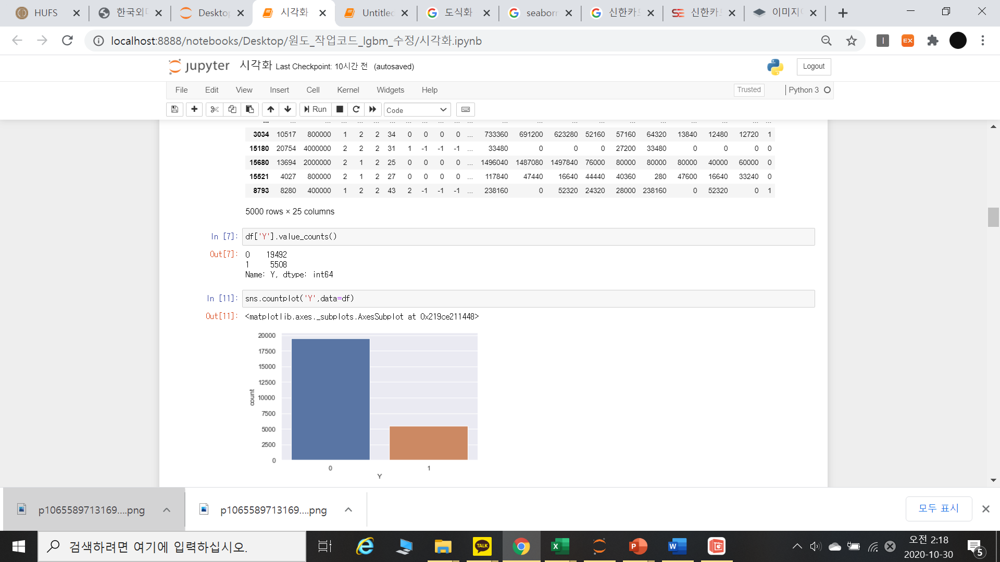 HUFS 한국외 Desktop 시각화 Untitled 도식화 seaborn 신한카드 신한카드 이미지
localhost:8888/notebooks/Desktop/원도_작업코드_lgbm_수정/시각화.ipynb
EX
jupyter 시각화 Last Checkpoint: 10시간 전 (autosaved) Logout
File Edit View Insert Cell Kernel Widgets Help Trusted Python 3
Run Code
... ... ... ... ... ... ... ... ... ... ... ... ... ... ... ... ... ... ... ... ... ...
3034 10517 800000 1 2 2 34 0 0 0 0 ... 733360 691200 623280 52160 57160 64320 13840 12480 12720 1
15180 20754 4000000 2 2 2 31 1 -1 -1 -1 ... 33480 0 0 0 27200 33480 0 0 0 0
15680 13694 2000000 2 1 2 25 0 0 0 0 ... 1496040 1487080 1497840 76000 80000 80000 80000 40000 60000 0
15521 4027 800000 2 1 2 27 0 0 0 0 ... 117840 47440 16640 44440 40360 280 47600 16640 33240 0
8793 8280 400000 1 2 2 43 2 -1 -1 -1 ... 238160 0 52320 24320 28000 238160 0 52320 0 1
5000 rows × 25 columns
In [7]: df['Y'].value_counts()
Out[7]: 0 19492
1 5508
Name: Y, dtype: int64
In [11]: sns.countplot('Y',data=df)
Out[11]: <matplotlib.axes._subplots.AxesSubplot at 0x219ce211448>
20000
17500
15000
12500
10000
7500
5000
2500
0
count
0 1
Y
p1065589713169....png p1065589713169....png 모두 표시
검색하려면 여기에 입력하십시오. TALK 오전 2:18
2020-10-30 5